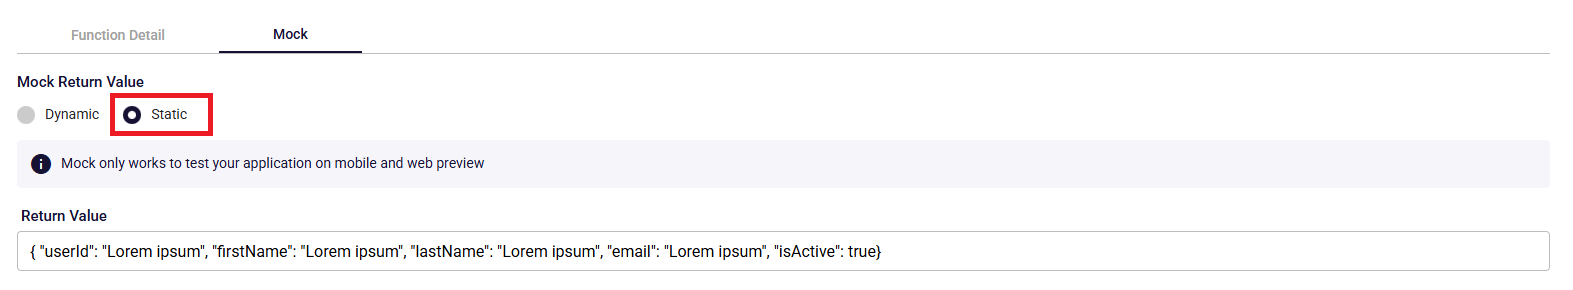 Function Detail Mock
Mock Return Value
Dynamic Static
Mock only works to test your application on mobile and web preview
Return Value
{ "userId": "Lorem ipsum", "firstName": "Lorem ipsum", "lastName": "Lorem ipsum", "email": "Lorem ipsum", "isActive": true}